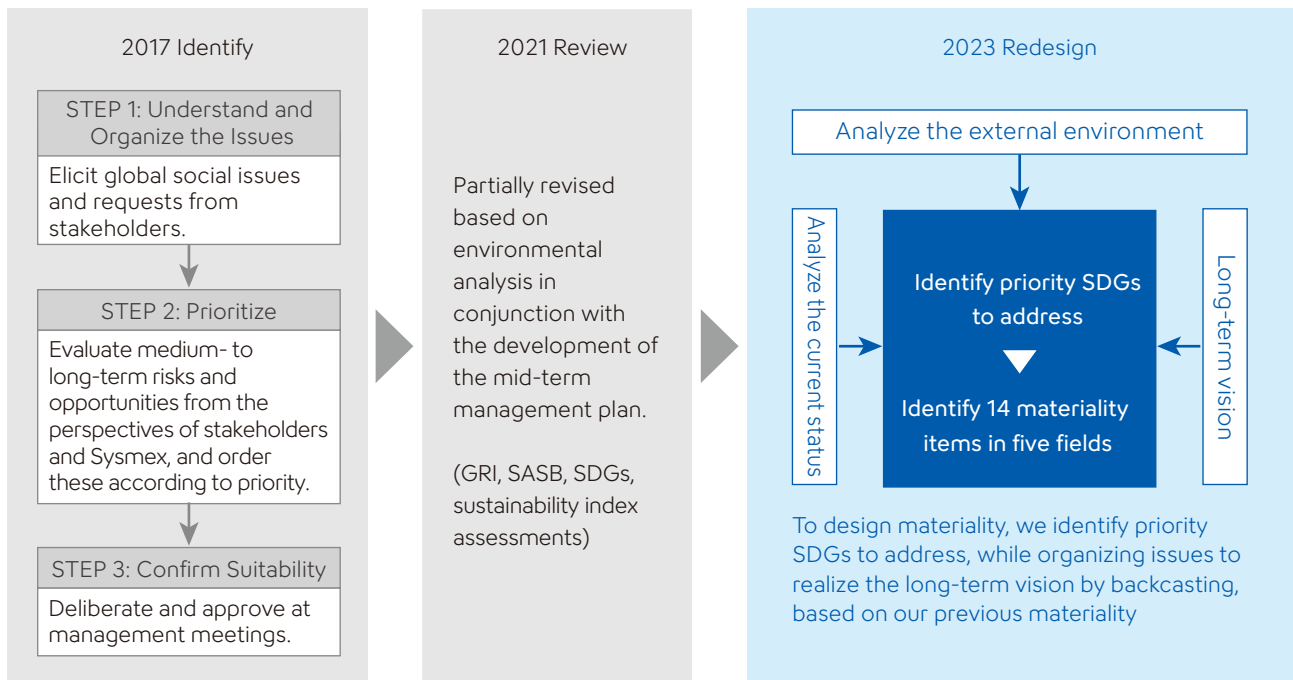 2017 Identify
STEP 1: Understand and
Organize the Issues
Elicit global social issues
and requests from
stakeholders.
STEP 2: Prioritize
Evaluate medium- to
long-term risks and
opportunities from the
perspectives of stakeholders
and Sysmex, and order
these according to priority.
STEP 3: Confirm Suitability
Deliberate and approve at
management meetings.
2021 Review
Partially revised
based on
environmental
analysis in
conjunction with
the development of
the mid-term
management plan.
(GRI, SASB, SDGs,
sustainability index
assessments)
2023 Redesign
Analyze the external environment
Analyze the current status
Identify priority SDGs
to address
Identify 14 materiality
items in five fields
Long-term vision
To design materiality, we identify priority
SDGs to address, while organizing issues to
realize the long-term vision by backcasting,
based on our previous materiality